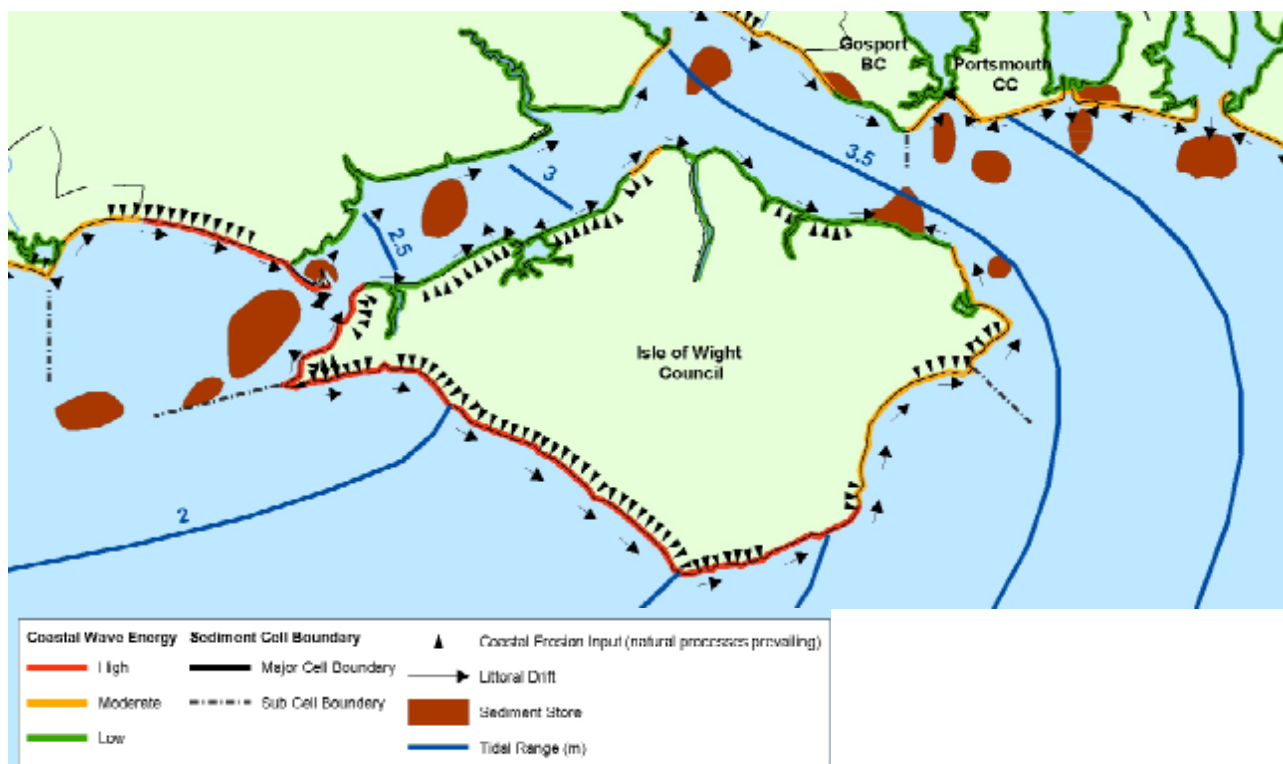 Gosport
BC
Portsmouth
CC
3.5
3
2.5
Isle of Wight
Council
2
Coastal Wave Energy
High
Moderate
Low
Sediment Cell Boundary
Major Cell Boundary
Sub Cell Boundary
Coastal Erosion Input (natural processes prevailing)
Littoral Drift
Sediment Store
Tidal Range (m)